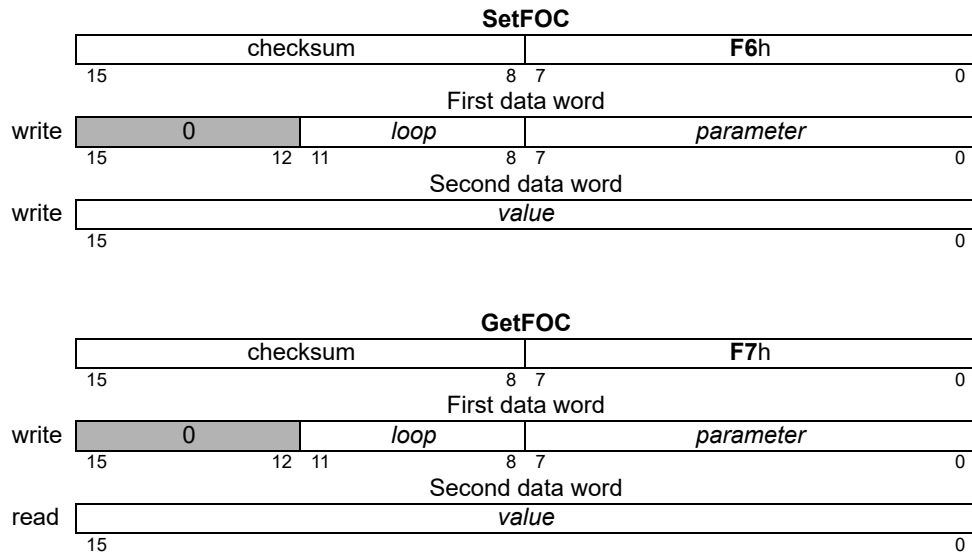 SetFOC
checksum F6h
15 8 7 0
First data word
write 0 loop parameter
15 12 11 8 7 0
Second data word
write value
15 0
GetFOC
checksum F7h
15 8 7 0
First data word
write 0 loop parameter
15 12 11 8 7 0
Second data word
read value
15 0